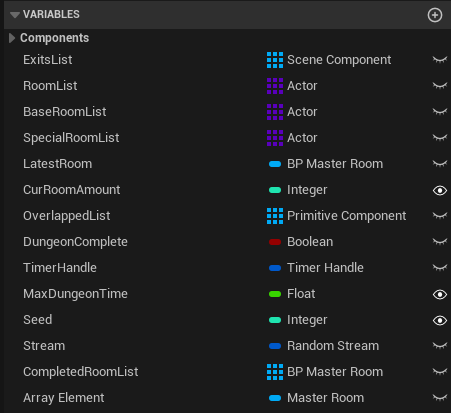 VARIABLES
Components
ExitsList Scene Component
RoomList Actor
BaseRoomList Actor
SpecialRoomList Actor
LatestRoom BP Master Room
CurRoomAmount Integer
OverlappedList Primitive Component
DungeonComplete Boolean
TimerHandle Timer Handle
MaxDungeonTime Float
Seed Integer
Stream Random Stream
CompletedRoomList BP Master Room
Array Element Master Room